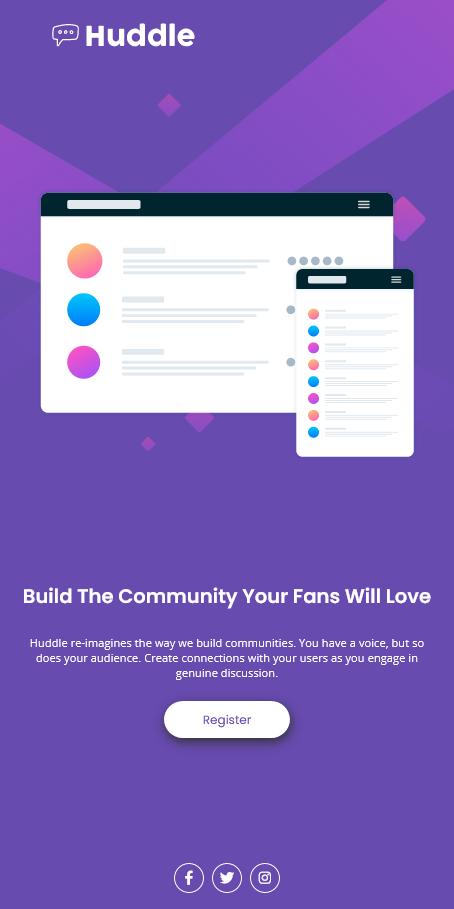 Huddle
Build The Community Your Fans Will Love
Huddle re-imagines the way we build communities. You have a voice, but so
does your audience. Create connections with your users as you engage in
genuine discussion.
Register